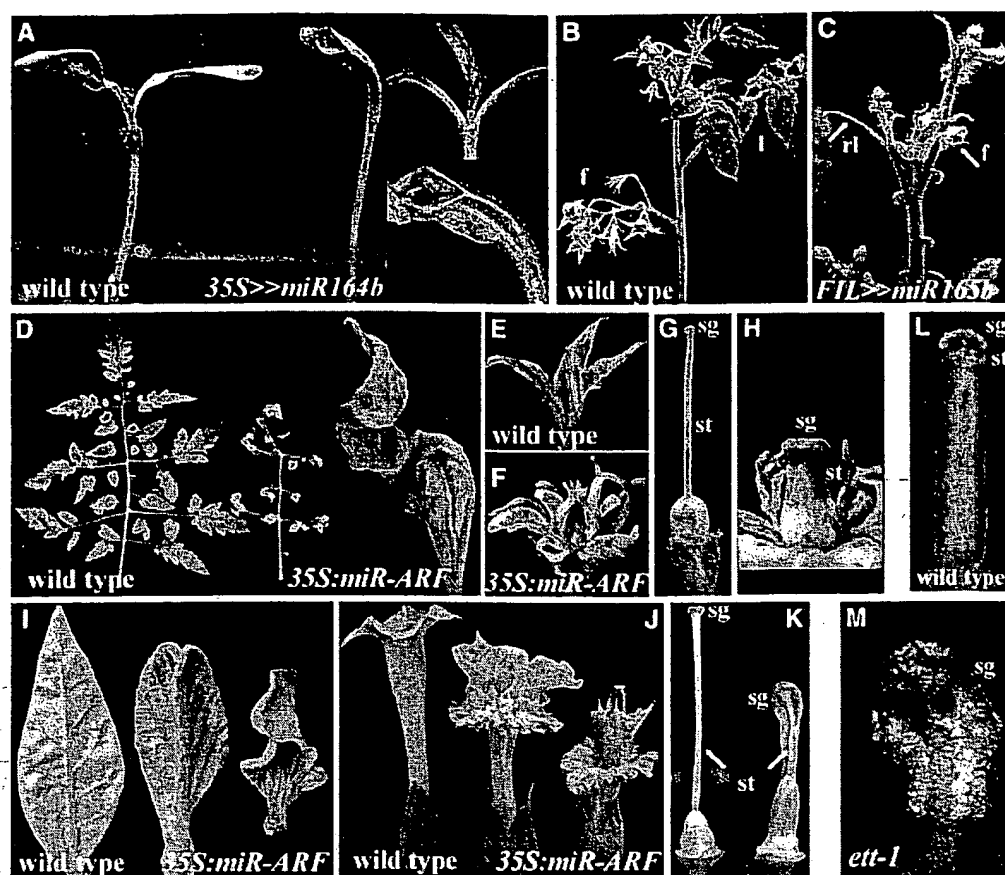 A
wild type
35S>>miR164b
B
f
l
wild type
C
rl
f
FIL>>miR165b
D
wild type
35S:miR-ARF
E
wild type
F
35S:miR-ARF
G
sg
st
H
sg
st
L
sg
st
wild type
I
wild type
35S:miR-ARF
J
wild type
35S:miR-ARF
K
sg
sg
st
M
sg
ett-1